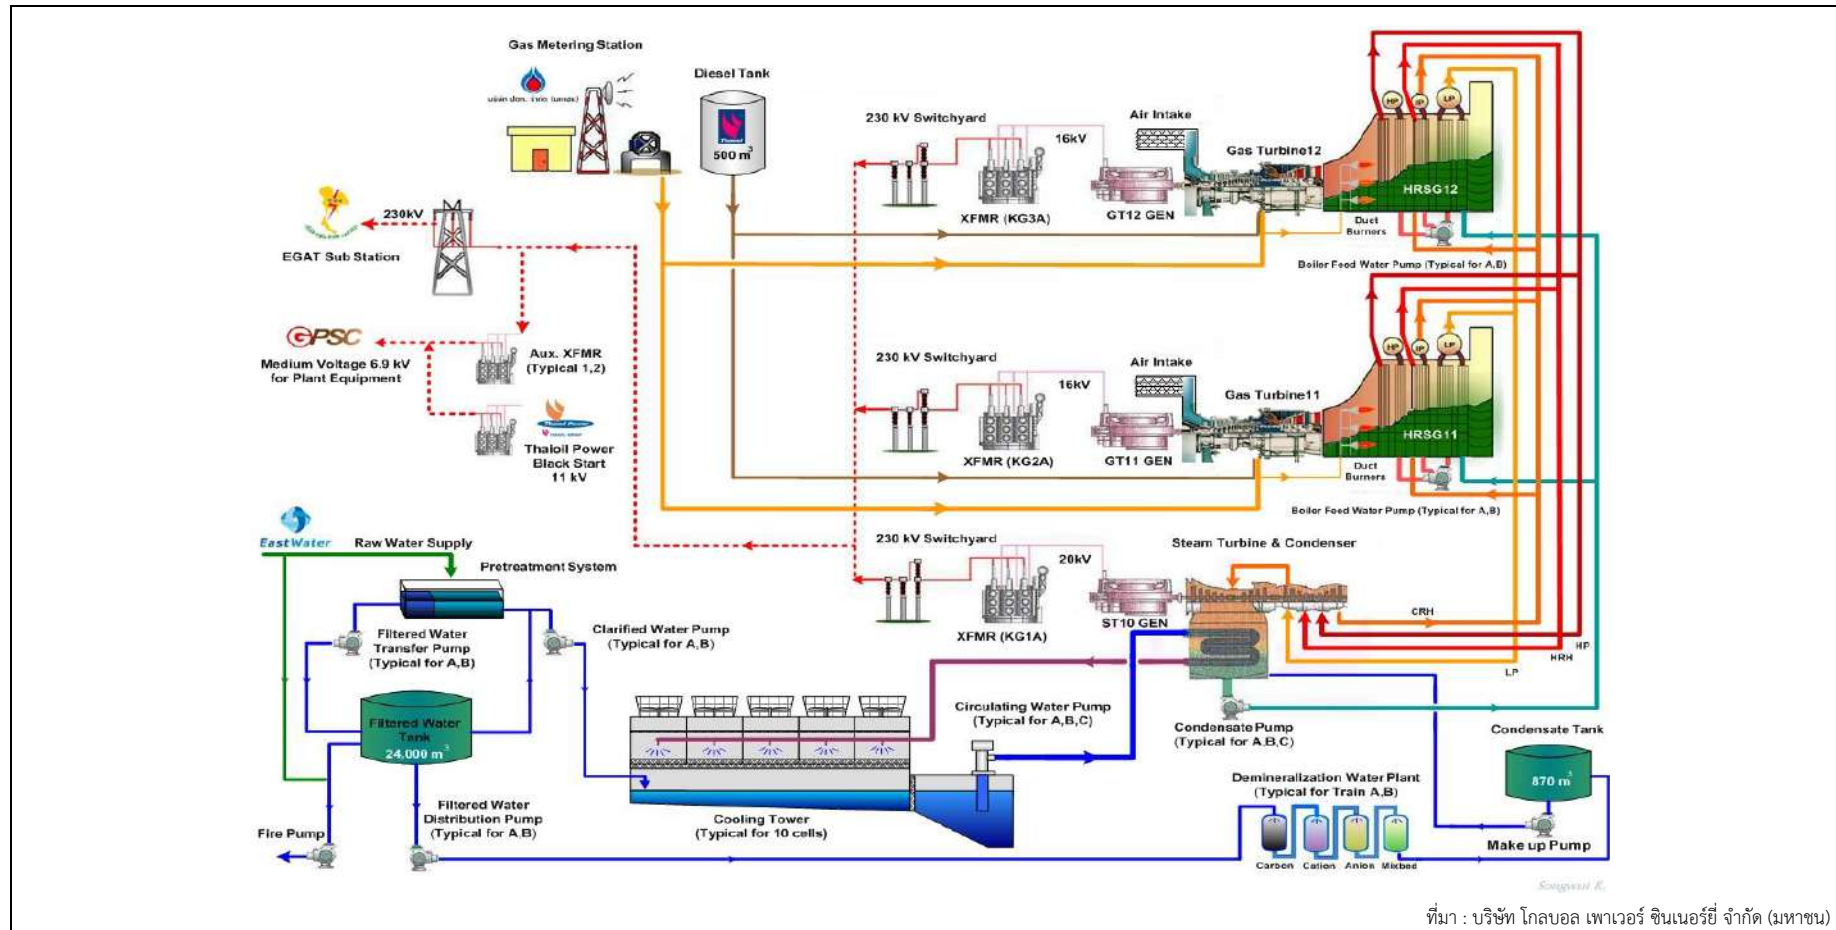 Gas Metering Station
Diesel Tank
500 m³
230 kV Switchyard
16kV
Air Intake
Gas Turbine12
HP
IP
LP
HRSG12
XFMR (KG3A)
GT12 GEN
Duct
Burners
Boiler Feed Water Pump (Typical for A,B)
230kV
EGAT Sub Station
GPSC
Medium Voltage 6.9 kV
for Plant Equipment
Aux. XFMR
(Typical 1,2)
Thaioil Power
Black Start
11 kV
230 kV Switchyard
16kV
Air Intake
Gas Turbine11
HP
IP
LP
HRSG11
XFMR (KG2A)
GT11 GEN
Duct
Burners
Boiler Feed Water Pump (Typical for A,B)
EastWater
Raw Water Supply
Pretreatment System
230 kV Switchyard
20kV
Steam Turbine & Condenser
XFMR (KG1A)
ST10 GEN
CRH
HP
HRH
LP
Filtered Water
Transfer Pump
(Typical for A,B)
Clarified Water Pump
(Typical for A,B)
Filtered Water
Tank
24,000 m³
Circulating Water Pump
(Typical for A,B,C)
Condensate Pump
(Typical for A,B,C)
Condensate Tank
870 m³
Demineralization Water Plant
(Typical for Train A,B)
Fire Pump
Filtered Water
Distribution Pump
(Typical for A,B)
Cooling Tower
(Typical for 10 cells)
Make up Pump
Carbon
Cation
Anion
Mixbed
Songwut K.
ที่มา : บริษัท โกลบอล เพาเวอร์ ซินเนอร์ยี่ จำกัด (มหาชน)